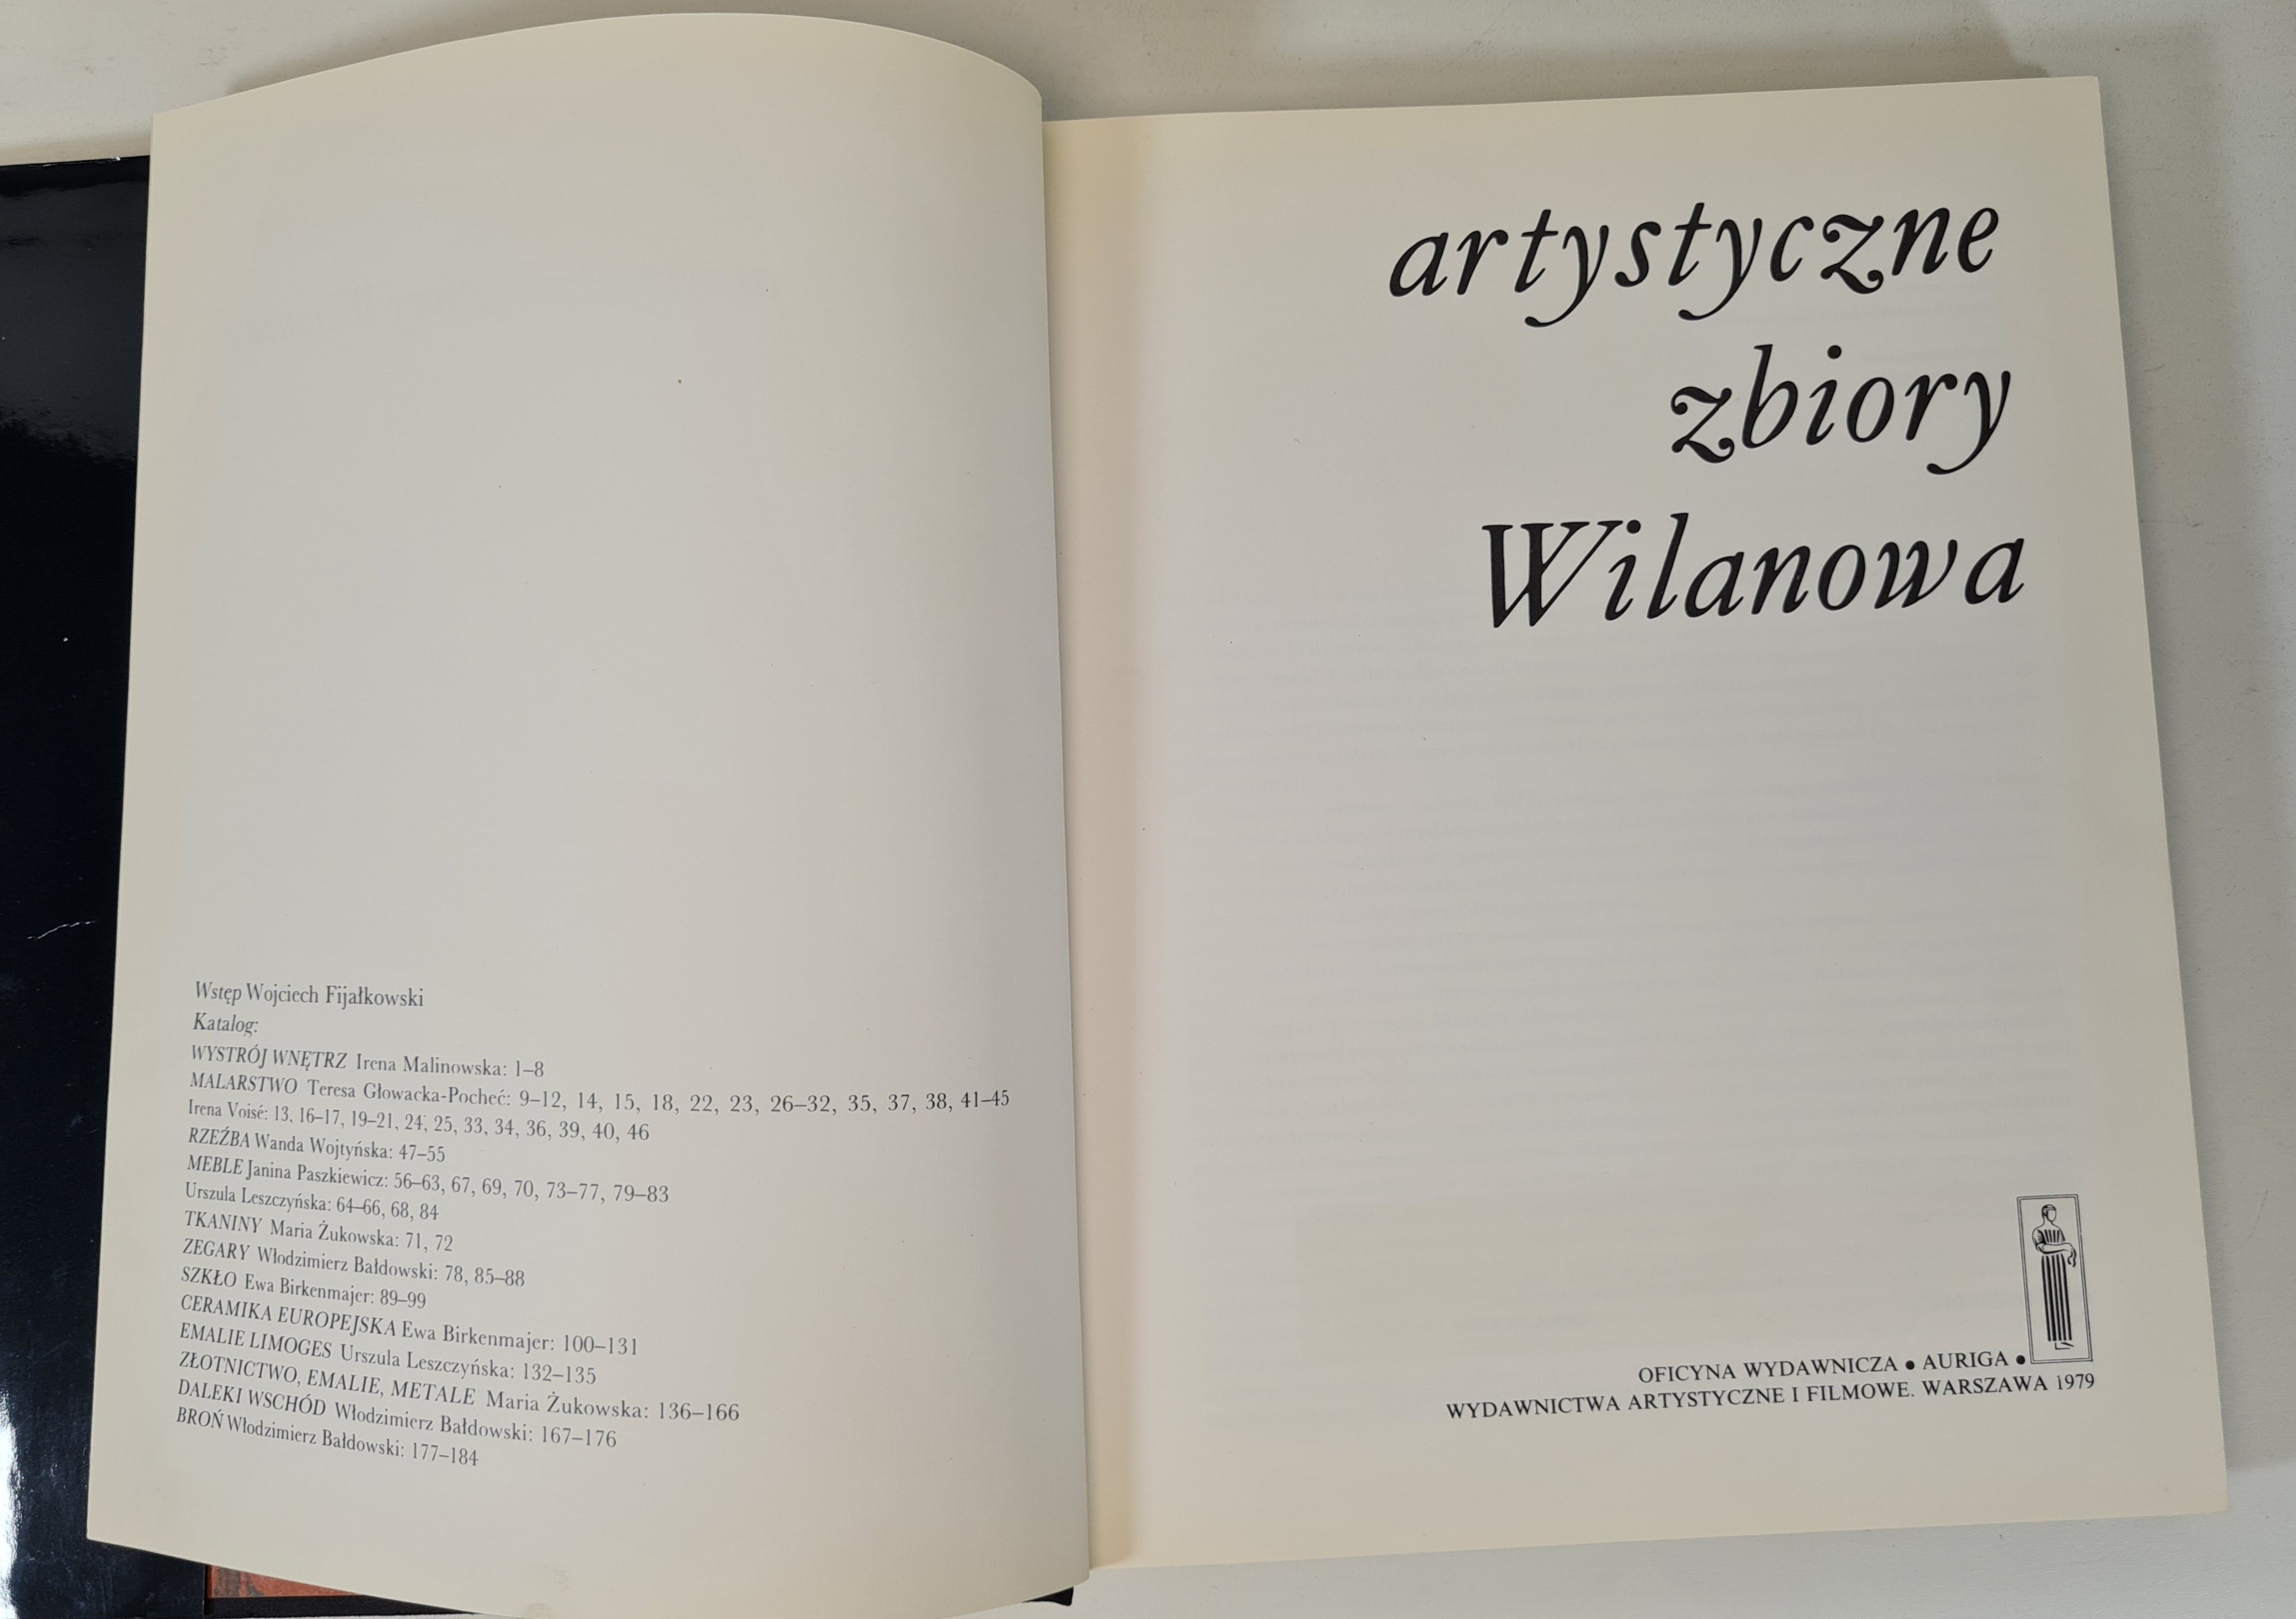 Wstęp Wojciech Fijałkowski
Katalog:
WYSTRÓJ WNĘTRZ Irena Malinowska: 1–8
MALARSTWO Teresa Głowacka-Pocheć: 9–12, 14, 15, 18, 22, 23, 26–32, 35, 37, 38, 41–45
Irena Voisé: 13, 16–17, 19–21, 24, 25, 33, 34, 36, 39, 40, 46
RZEŹBA Wanda Wojtyńska: 47–55
MEBLE Janina Paszkiewicz: 56–63, 67, 69, 70, 73–77, 79–83
Urszula Leszczyńska: 64–66, 68, 84
TKANINY Maria Żukowska: 71, 72
ZEGARY Włodzimierz Bałdowski: 78, 85–88
SZKŁO Ewa Birkenmajer: 89–99
CERAMIKA EUROPEJSKA Ewa Birkenmajer: 100–131
EMALIE LIMOGES Urszula Leszczyńska: 132–135
ZŁOTNICTWO, EMALIE, METALE Maria Żukowska: 136–166
DALEKI WSCHÓD Włodzimierz Bałdowski: 167–176
BROŃ Włodzimierz Bałdowski: 177–184
artystyczne
zbiory
Wilanowa
OFICYNA WYDAWNICZA • AURIGA •
WYDAWNICTWA ARTYSTYCZNE I FILMOWE. WARSZAWA 1979